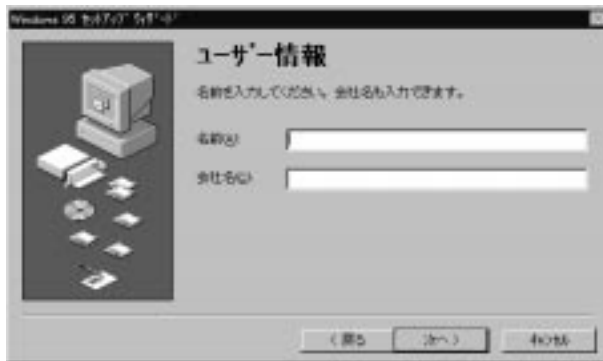 Windows 95 ｾｯﾄｱｯﾌﾟ ｳｨｻﾞｰﾄﾞ
ユーザー情報
名前を入力してください。会社名も入力できます。
名前(A)
会社名(C)
< 戻る
次へ >
ｷｬﾝｾﾙ